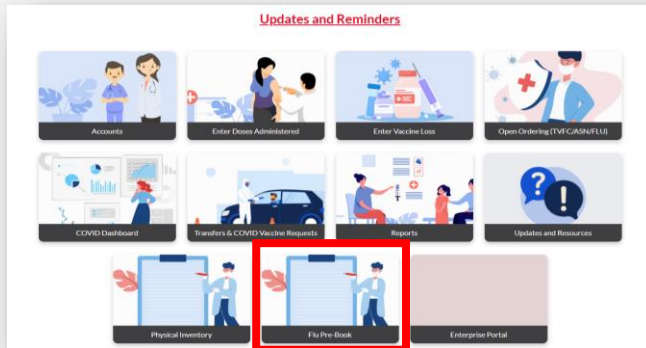 Updates and Reminders
Accounts
Enter Doses Administered
Enter Vaccine Loss
Open Ordering (TVFC/ASN/FLU)
COVID Dashboard
Transfers & COVID Vaccine Requests
Reports
Updates and Resources
Physical Inventory
Flu Pre-Book
Enterprise Portal